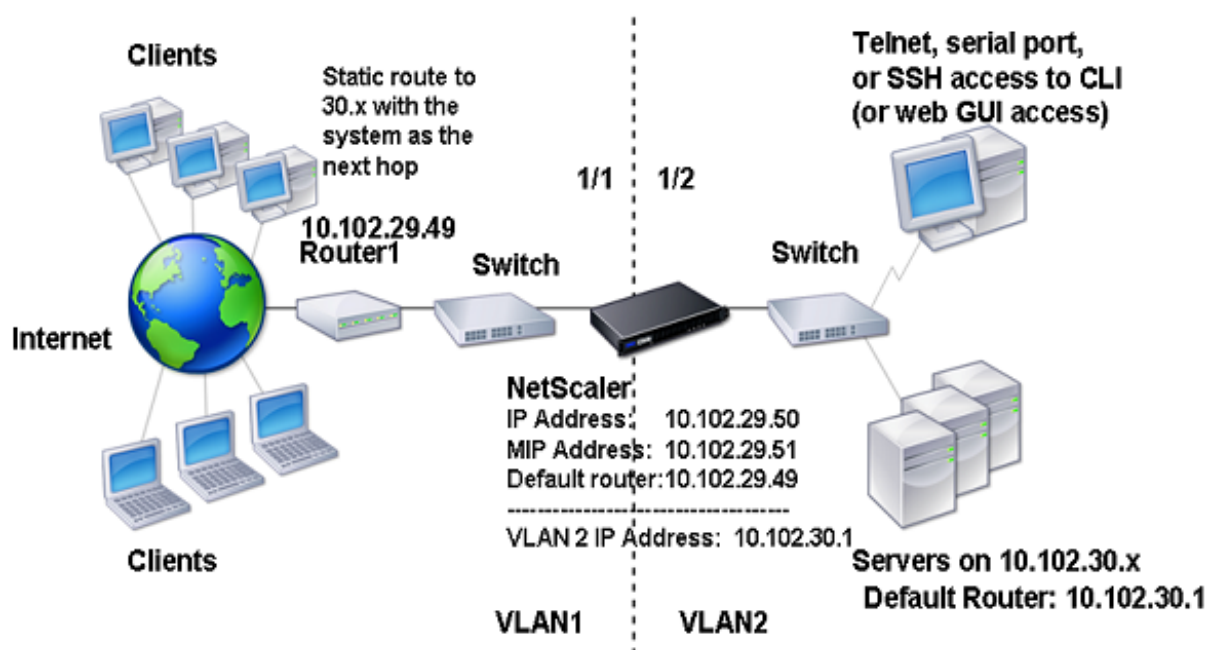 Clients
Static route to
30.x with the
system as the
next hop
Telnet, serial port,
or SSH access to CLI
(or web GUI access)
1/1
1/2
10.102.29.49
Router1
Switch
Switch
Internet
NetScaler
IP Address: 10.102.29.50
MIP Address: 10.102.29.51
Default router:10.102.29.49
VLAN 2 IP Address: 10.102.30.1
Clients
Servers on 10.102.30.x
Default Router: 10.102.30.1
VLAN1
VLAN2